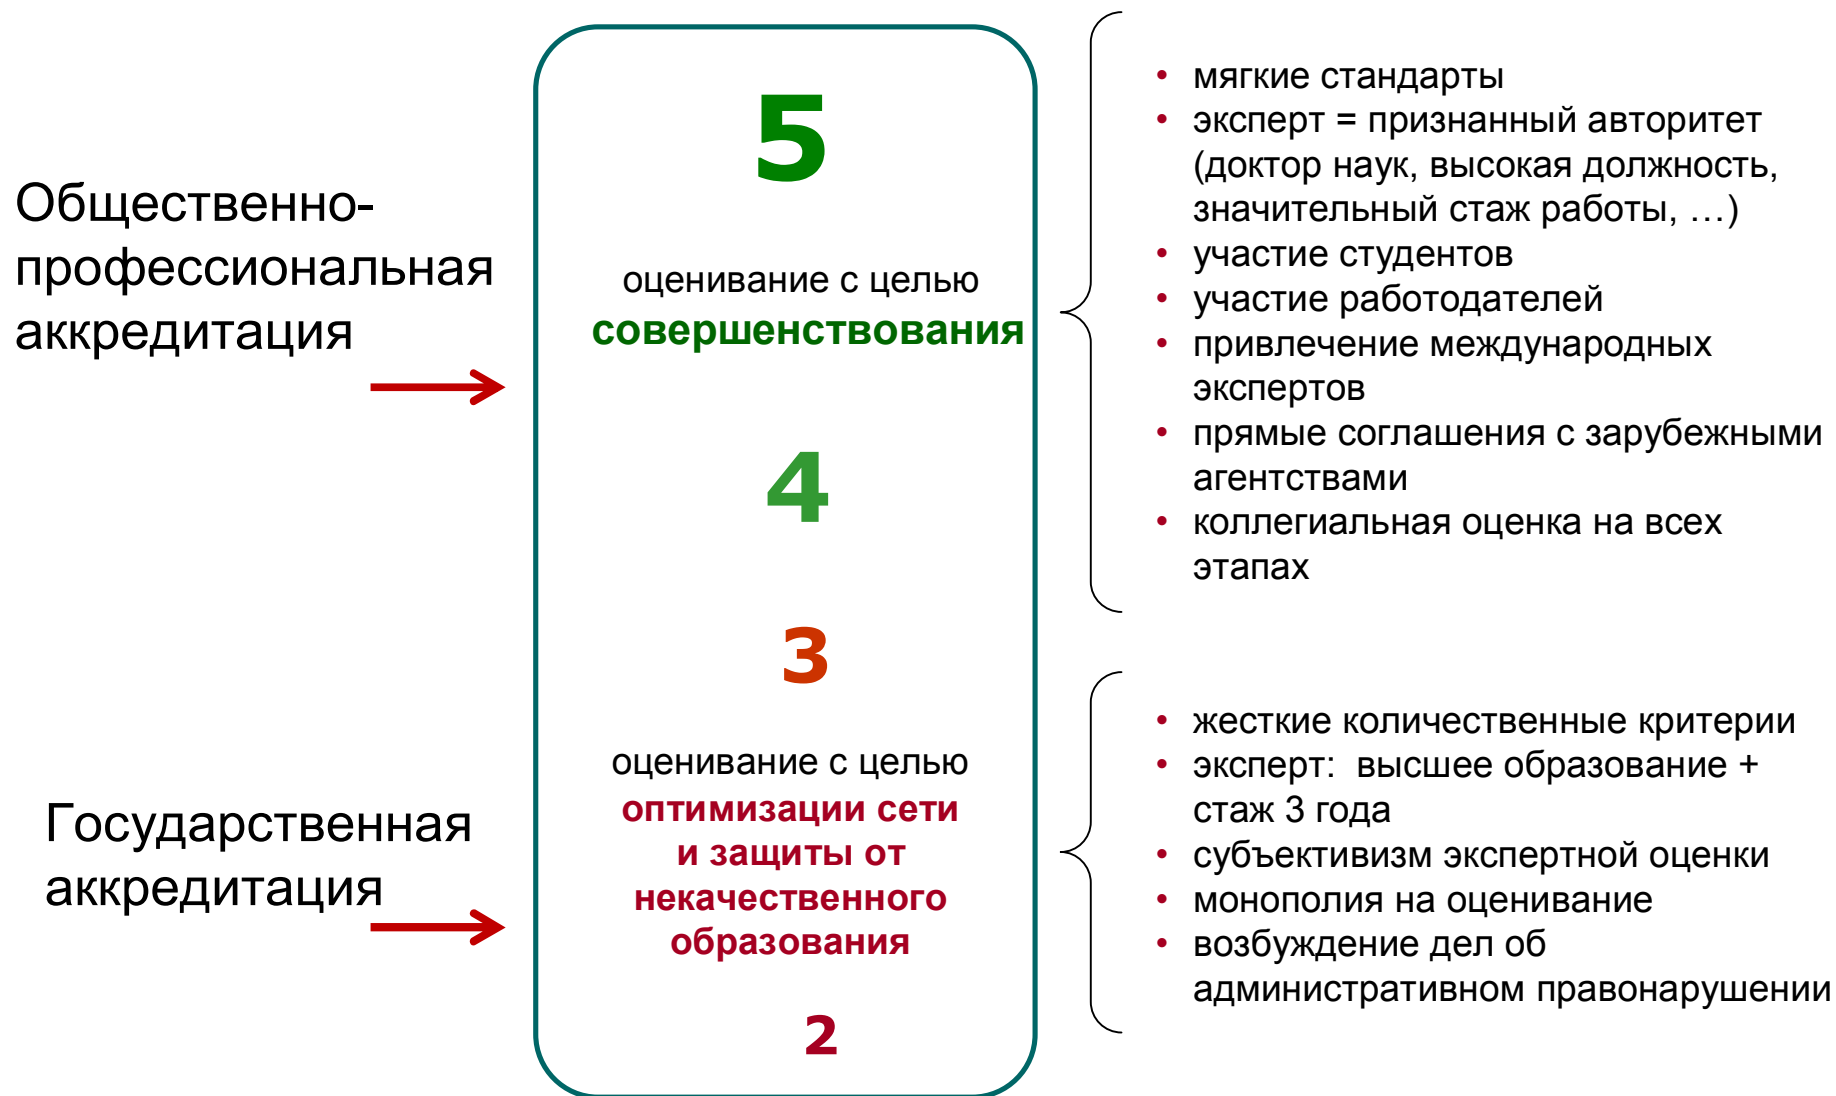 Общественно-
профессиональная
аккредитация
5
оценивание с целью
совершенствования
4
• мягкие стандарты
• эксперт = признанный авторитет
(доктор наук, высокая должность,
значительный стаж работы, …)
• участие студентов
• участие работодателей
• привлечение международных
экспертов
• прямые соглашения с зарубежными
агентствами
• коллегиальная оценка на всех
этапах
Государственная
аккредитация
3
оценивание с целью
оптимизации сети
и защиты от
некачественного
образования
2
• жесткие количественные критерии
• эксперт: высшее образование +
стаж 3 года
• субъективизм экспертной оценки
• монополия на оценивание
• возбуждение дел об
административном правонарушении